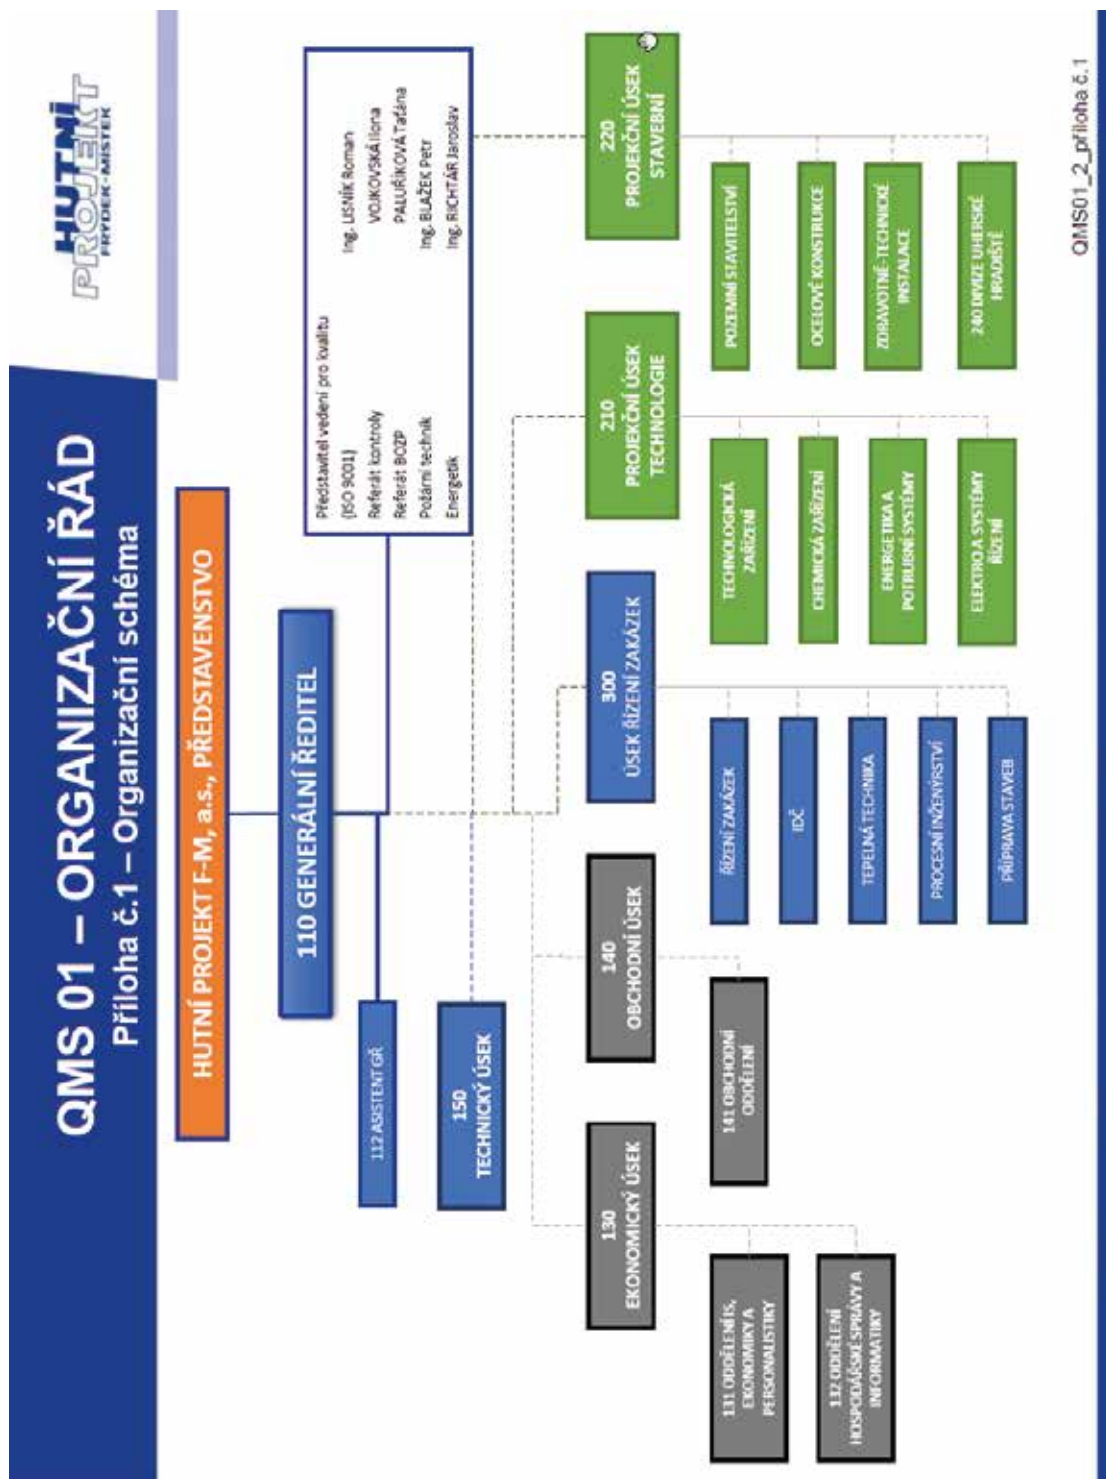 QMS 01 – ORGANIZAČNÍ ŘÁD
Příloha č.1 – Organizační schéma
HUTNÍ
PROJEKT
FRÝDEK-MÍSTEK
HUTNÍ PROJEKT F-M, a.s., PŘEDSTAVENSTVO
110 GENERÁLNÍ ŘEDITEL
Představitel vedení pro kvalitu
(ISO 9001) Ing. LISNÍK Roman
Referát kontroly VOJKOVSKÁ Ilona
Referát BOZP PALUŘÍKOVÁ Taťána
Požární technik Ing. BLAŽEK Petr
Energetik Ing. RICHTÁR Jaroslav
112 ASISTENT GŘ
150
TECHNICKÝ ÚSEK
130
EKONOMICKÝ ÚSEK
140
OBCHODNÍ ÚSEK
300
ÚSEK ŘÍZENÍ ZAKÁZEK
210
PROJEKČNÍ ÚSEK
TECHNOLOGIE
220
PROJEKČNÍ ÚSEK
STAVEBNÍ
131 ODDĚLENÍ IS,
EKONOMIKY A
PERSONALISTIKY
132 ODDĚLENÍ
HOSPODÁŘSKÉ SPRÁVY A
INFORMATIKY
141 OBCHODNÍ
ODDĚLENÍ
ŘÍZENÍ ZAKÁZEK
IDČ
TEPELNÁ TECHNIKA
PROCESNÍ INŽENÝRSTVÍ
PŘÍPRAVA STAVEB
TECHNOLOGICKÁ
ZAŘÍZENÍ
CHEMICKÁ ZAŘÍZENÍ
ENERGETIKA A
POTRUBNÍ SYSTÉMY
ELEKTRO A SYSTÉMY
ŘÍZENÍ
POZEMNÍ STAVITELSTVÍ
OCELOVÉ KONSTRUKCE
ZDRAVOTNĚ-TECHNICKÉ
INSTALACE
240 DIVIZE UHERSKÉ
HRADIŠTĚ
QMS01_2_příloha č.1